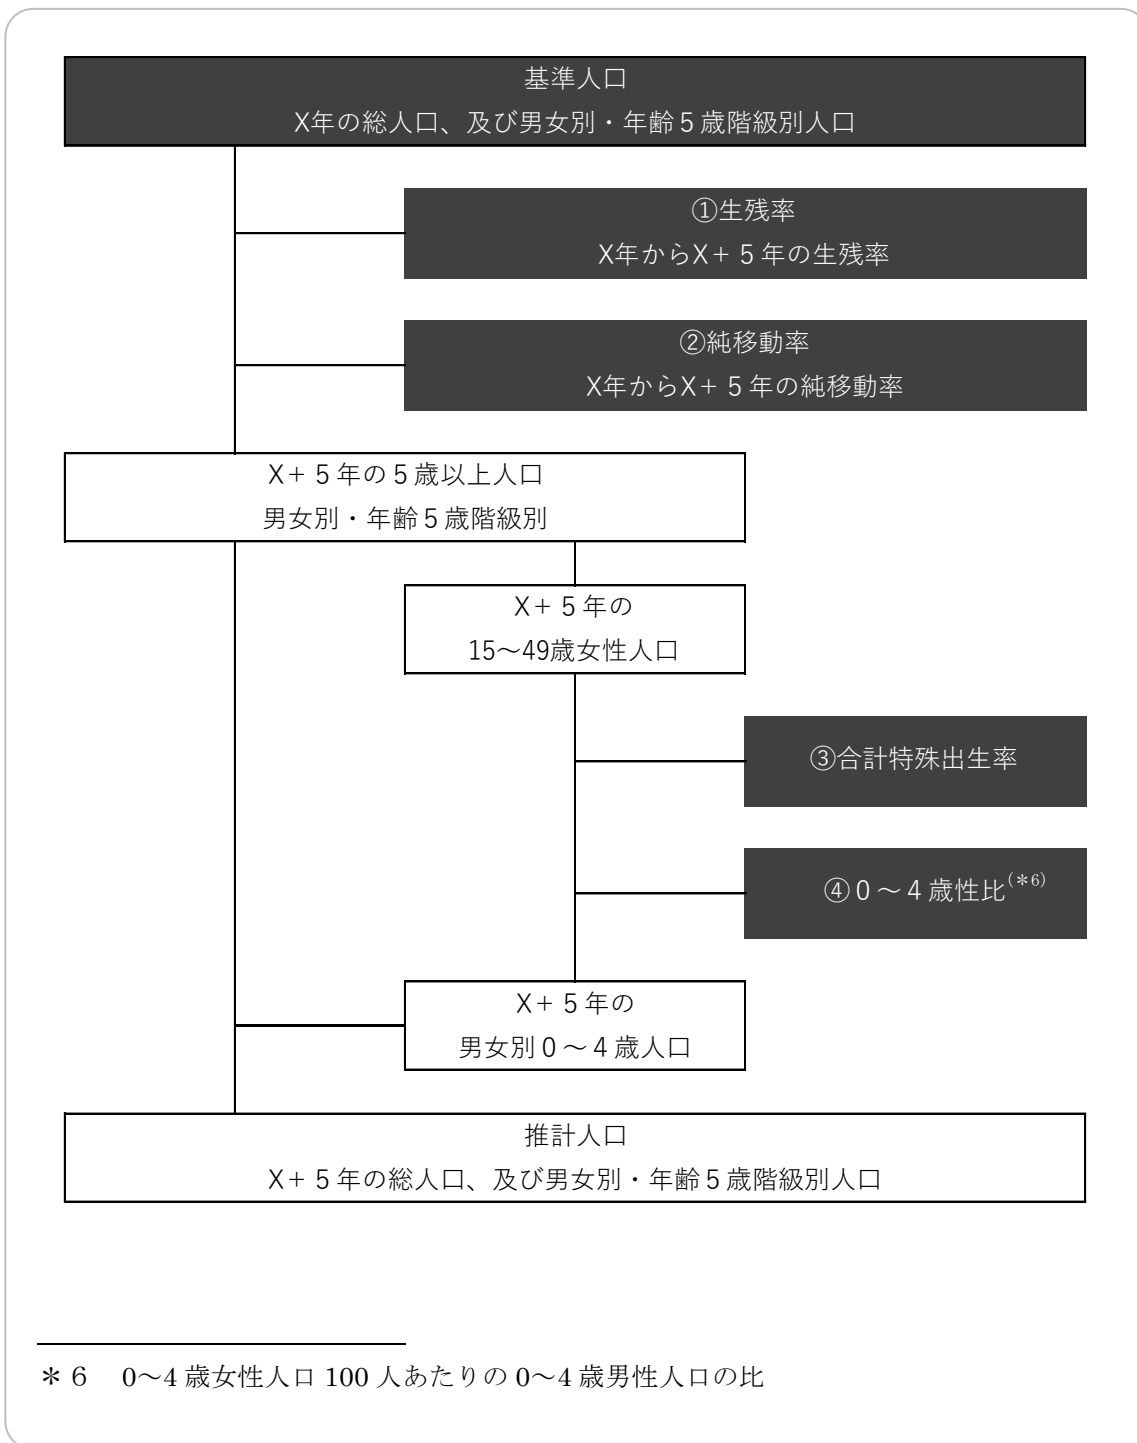 基準人口
X年の総人口、及び男女別・年齢5歳階級別人口
①生残率
X年からX+5年の生残率
②純移動率
X年からX+5年の純移動率
X+5年の5歳以上人口
男女別・年齢5歳階級別
X+5年の
15～49歳女性人口
③合計特殊出生率
④0～4歳性比(＊6)
X+5年の
男女別0～4歳人口
推計人口
X+5年の総人口、及び男女別・年齢5歳階級別人口
＊6　0～4 歳女性人口 100 人あたりの 0～4 歳男性人口の比